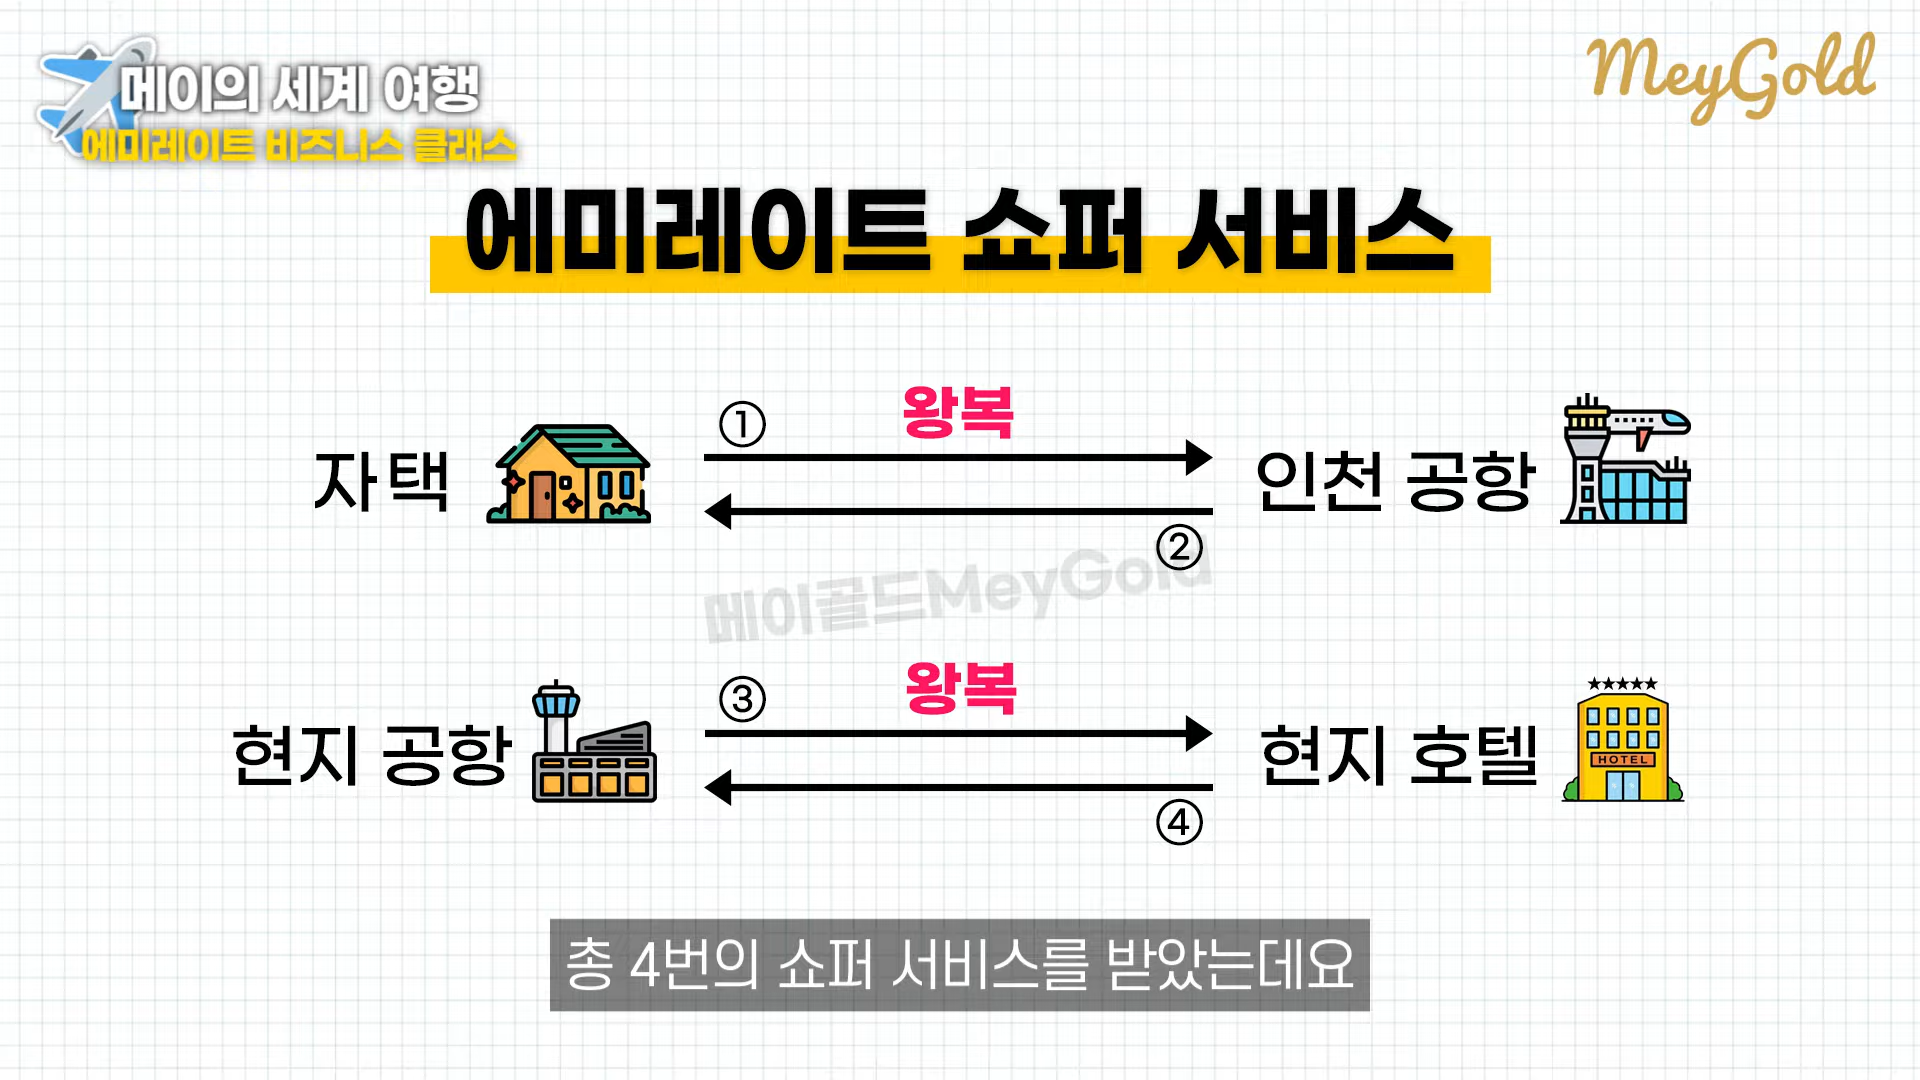 메이의 세계 여행
에미레이트 비즈니스 클래스
MeyGold
에미레이트 쇼퍼 서비스
자택
①
왕복
②
인천 공항
메이골드MeyGold
현지 공항
③
왕복
④
현지 호텔
★★★★★
HOTEL
총 4번의 쇼퍼 서비스를 받았는데요